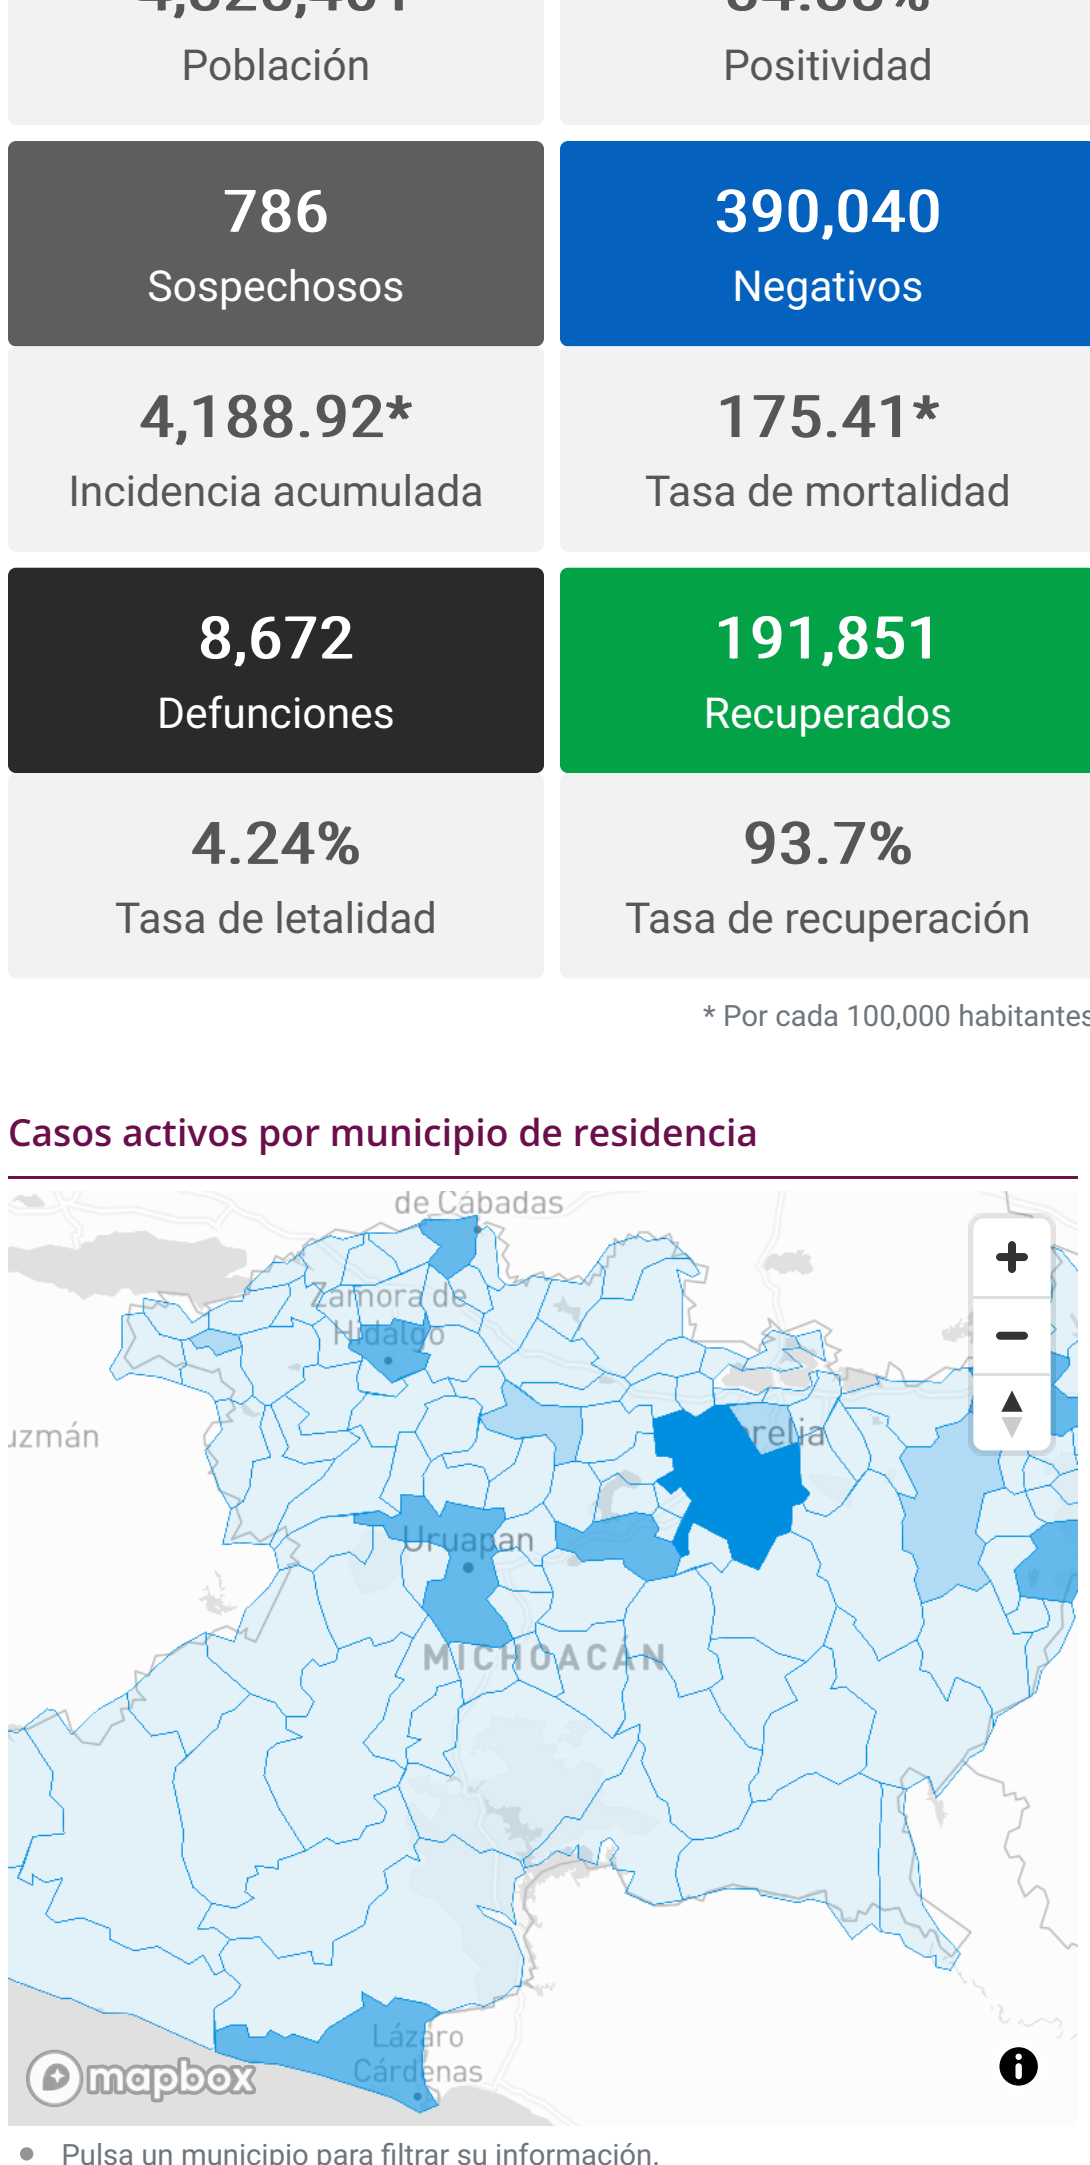 Población
Positividad
786
Sospechosos
390,040
Negativos
4,188.92*
Incidencia acumulada
175.41*
Tasa de mortalidad
8,672
Defunciones
191,851
Recuperados
4.24%
Tasa de letalidad
93.7%
Tasa de recuperación
* Por cada 100,000 habitantes
Casos activos por municipio de residencia
de Cabadas
Zamora de
Hidalgo
uzmán
relia
Uruapan
MICHOACÁN
Lázaro
Cárdenas
mapbox
Pulsa un municipio para filtrar su información.